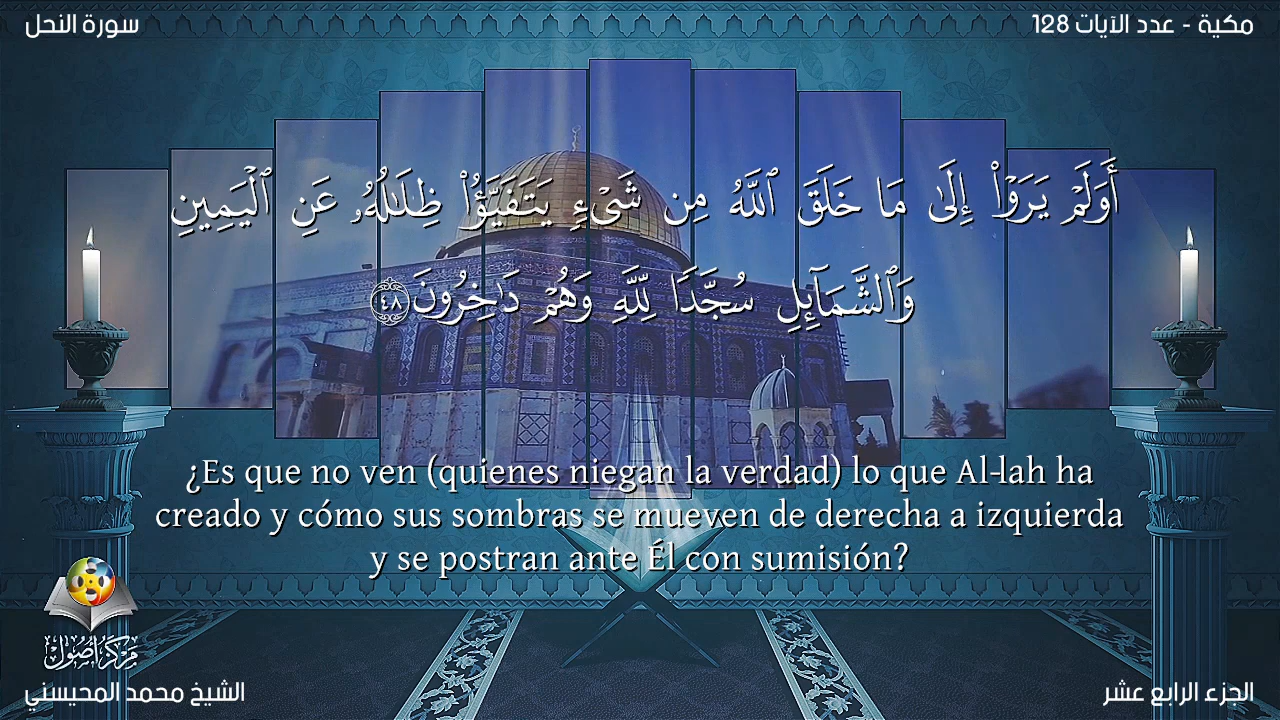 سورة النحل
مكية - عدد الآيات 128
أَوَلَمْ يَرَوْا۟ إِلَىٰ مَا خَلَقَ ٱللَّهُ مِن شَىْءٍ يَتَفَيَّؤُا۟ ظِلَـٰلُهُۥ عَنِ ٱلْيَمِينِ
وَٱلشَّمَآئِلِ سُجَّدًا لِلَّهِ وَهُمْ دَٰخِرُونَ ٤٨
¿Es que no ven (quienes niegan la verdad) lo que Al-lah ha
creado y cómo sus sombras se mueven de derecha a izquierda
y se postran ante Él con sumisión?
مركز أصول
الشيخ محمد المحيسني
الجزء الرابع عشر